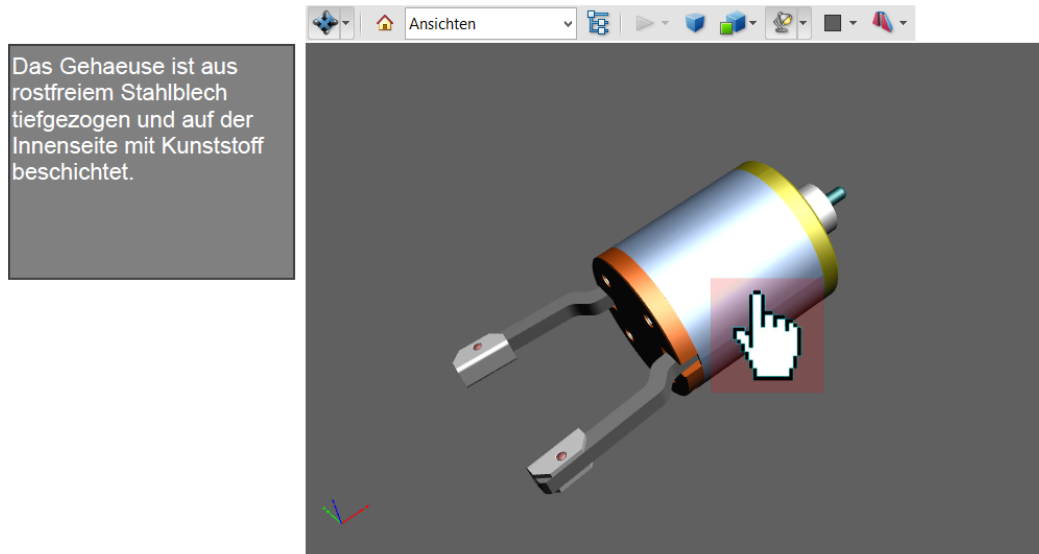 Ansichten
Das Gehaeuse ist aus
rostfreiem Stahlblech
tiefgezogen und auf der
Innenseite mit Kunststoff
beschichtet.